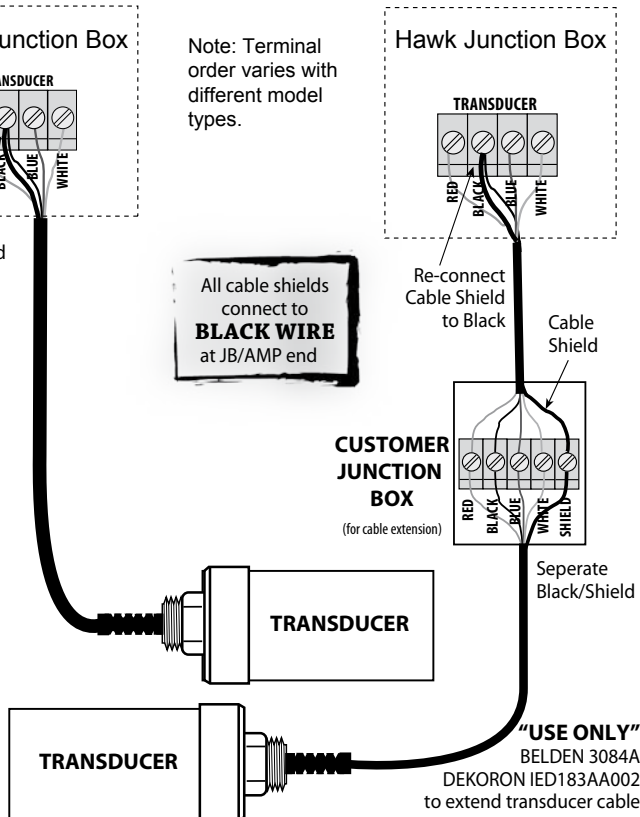 unction Box
NSDUCER
BLACK
BLUE
WHITE
d
Note: Terminal
order varies with
different model
types.
All cable shields
connect to
BLACK WIRE
at JB/AMP end
Hawk Junction Box
TRANSDUCER
RED
BLACK
BLUE
WHITE
Re-connect
Cable Shield
to Black
Cable
Shield
CUSTOMER
JUNCTION
BOX
(for cable extension)
RED
BLACK
BLUE
WHITE
SHIELD
Seperate
Black/Shield
TRANSDUCER
TRANSDUCER
"USE ONLY"
BELDEN 3084A
DEKORON IED183AA002
to extend transducer cable